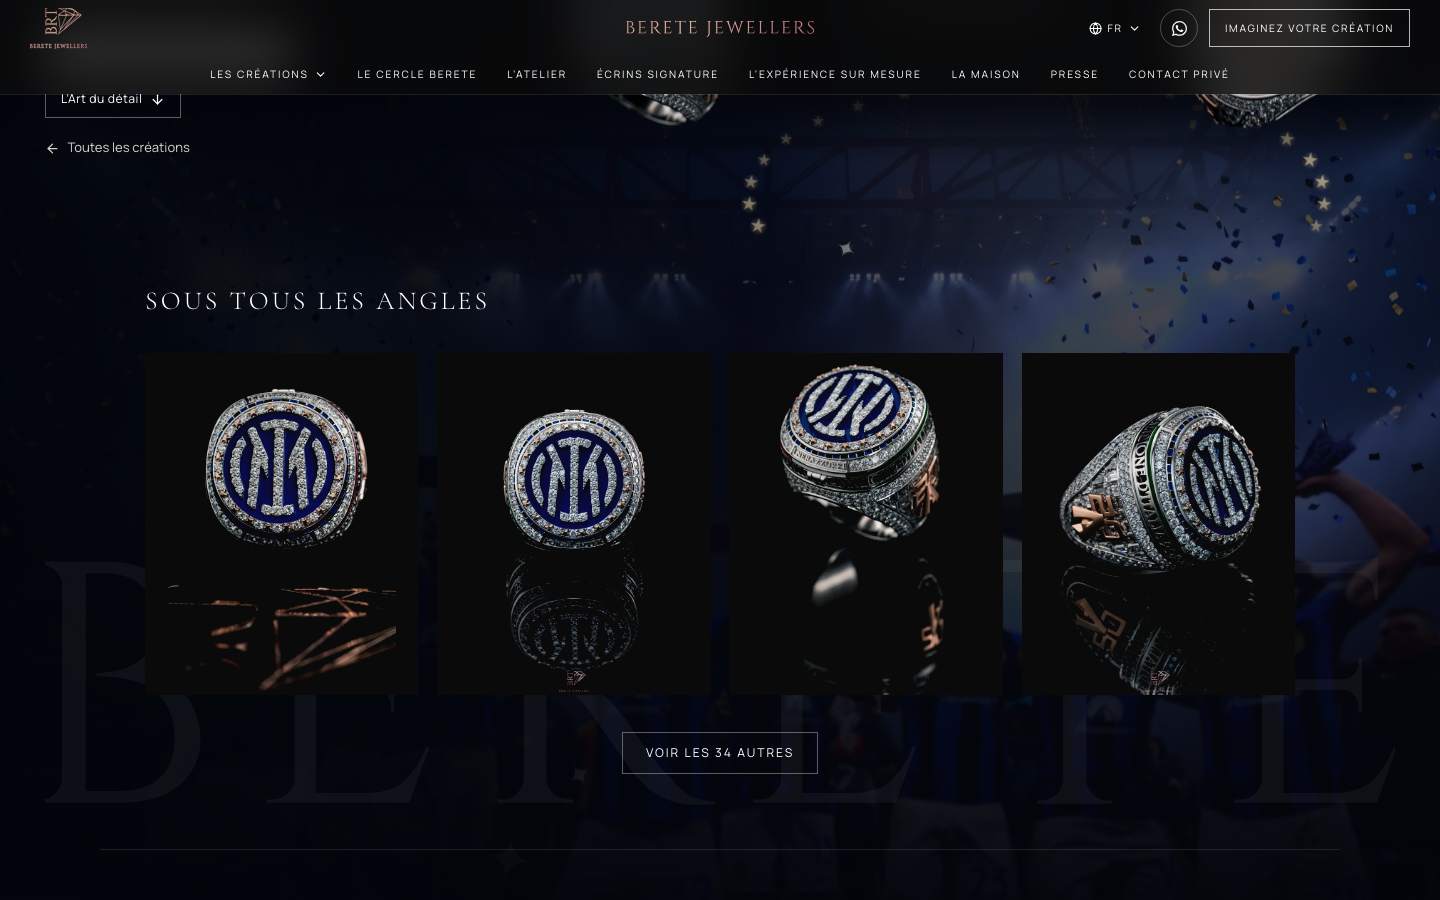 BRT
BERETE JEWELLERS
BERETE JEWELLERS
FR
IMAGINEZ VOTRE CRÉATION
LES CRÉATIONS
LE CERCLE BERETE
L'ATELIER
ÉCRINS SIGNATURE
L'EXPÉRIENCE SUR MESURE
LA MAISON
PRESSE
CONTACT PRIVÉ
L'Art du détail
Toutes les créations
SOUS TOUS LES ANGLES
VOIR LES 34 AUTRES
BERETE